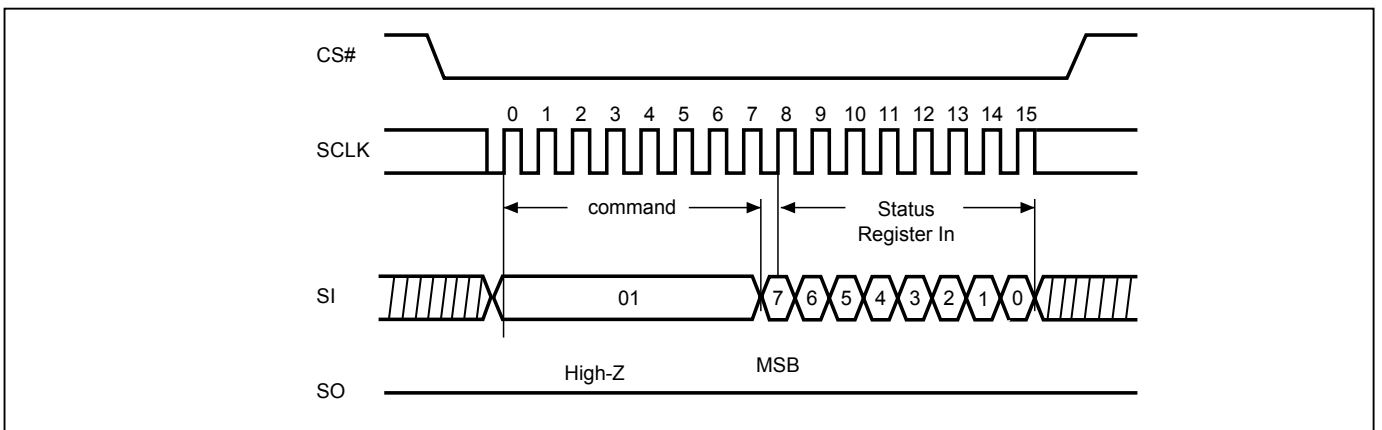 CS#
0 1 2 3 4 5 6 7 8 9 10 11 12 13 14 15
SCLK
command
Status
Register In
SI
01
7 6 5 4 3 2 1 0
High-Z
MSB
SO